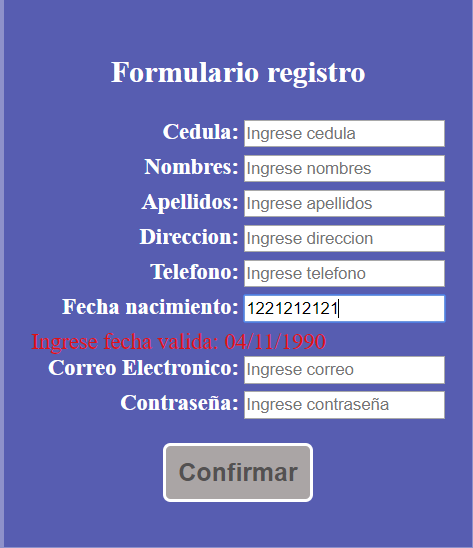 Formulario registro
Cedula: Ingrese cedula
Nombres: Ingrese nombres
Apellidos: Ingrese apellidos
Direccion: Ingrese direccion
Telefono: Ingrese telefono
Fecha nacimiento: 1221212121
Ingrese fecha valida: 04/11/1990
Correo Electronico: Ingrese correo
Contraseña: Ingrese contraseña
Confirmar